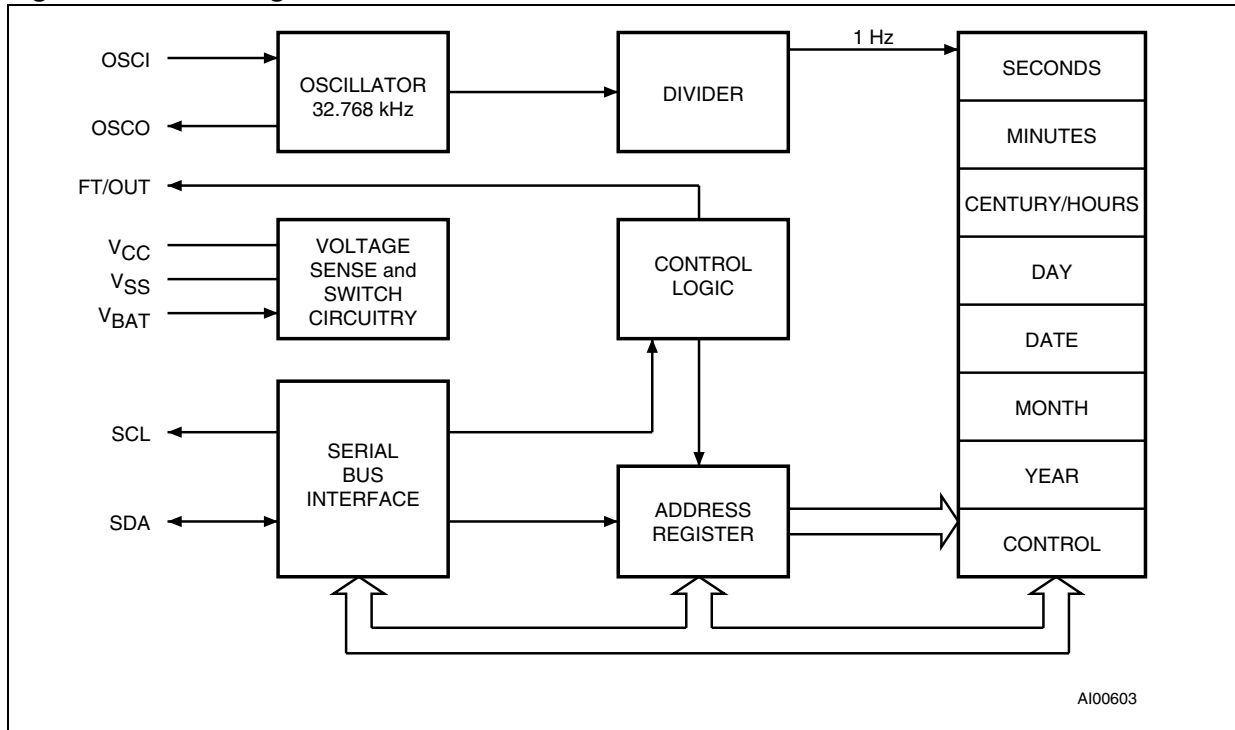 OSCI
OSCO
FT/OUT
VCC
VSS
VBAT
SCL
SDA
OSCILLATOR
32.768 kHz
VOLTAGE
SENSE and
SWITCH
CIRCUITRY
SERIAL
BUS
INTERFACE
DIVIDER
CONTROL
LOGIC
ADDRESS
REGISTER
1 Hz
SECONDS
MINUTES
CENTURY/HOURS
DAY
DATE
MONTH
YEAR
CONTROL
AI00603